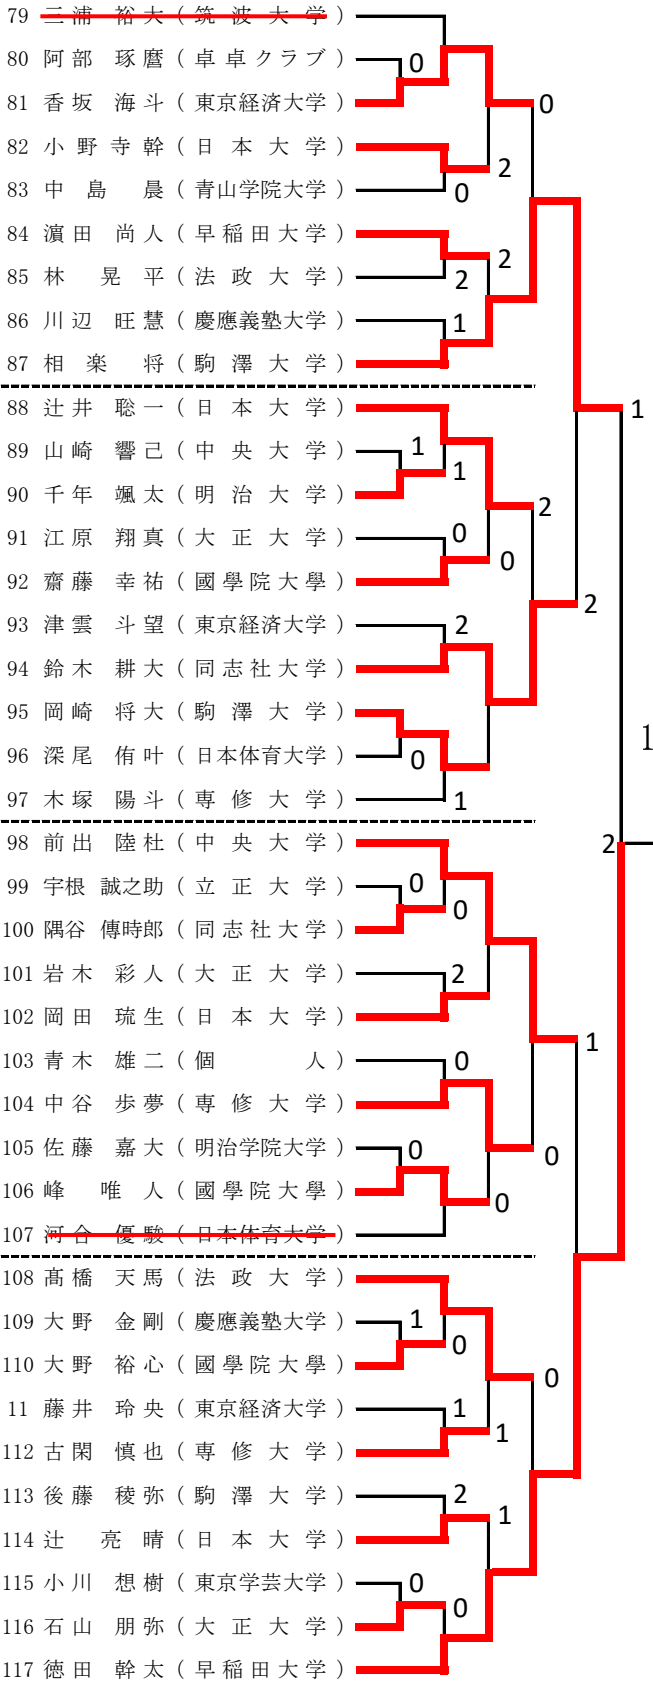 79 三浦 裕大 ( 筑波大学 )
80 阿部 琢磨 ( 卓卓クラブ ) 0
81 香坂 海斗 ( 東京経済大学 ) 0
82 小野寺幹 ( 日本大学 ) 2
83 中島 晨 ( 青山学院大学 ) 0
84 濵田 尚人 ( 早稲田大学 ) 2
85 林 晃平 ( 法政大学 ) 2
86 川辺 旺慧 ( 慶應義塾大学 ) 1
87 相楽 将 ( 駒澤大学 )
88 辻井 聡一 ( 日本大学 ) 1
89 山崎 響己 ( 中央大学 ) 1 1
90 千年 颯太 ( 明治大学 ) 2
91 江原 翔真 ( 大正大学 ) 0 0
92 齋藤 幸祐 ( 國學院大學 ) 2
93 津雲 斗望 ( 東京経済大学 ) 2
94 鈴木 耕大 ( 同志社大学 )
95 岡崎 将大 ( 駒澤大学 ) 1
96 深尾 侑叶 ( 日本体育大学 ) 0
97 木塚 陽斗 ( 専修大学 ) 1
98 前出 陸杜 ( 中央大学 ) 2
99 宇根 誠之助 ( 立正大学 ) 0 0
100 隅谷 傳時郎 ( 同志社大学 )
101 岩木 彩人 ( 大正大学 ) 2
102 岡田 琉生 ( 日本大学 ) 1
103 青木 雄二 ( 個人 ) 0
104 中谷 歩夢 ( 専修大学 )
105 佐藤 嘉大 ( 明治学院大学 ) 0 0
106 峰 唯人 ( 國學院大學 ) 0
107 河合 優駿 ( 日本体育大学 )
108 髙橋 天馬 ( 法政大学 )
109 大野 金剛 ( 慶應義塾大学 ) 1 0
110 大野 裕心 ( 國學院大學 ) 0
11 藤井 玲央 ( 東京経済大学 ) 1 1
112 古閑 慎也 ( 専修大学 )
113 後藤 稜弥 ( 駒澤大学 ) 2 1
114 辻 亮晴 ( 日本大学 )
115 小川 想樹 ( 東京学芸大学 ) 0 0
116 石山 朋弥 ( 大正大学 )
117 徳田 幹太 ( 早稲田大学 )